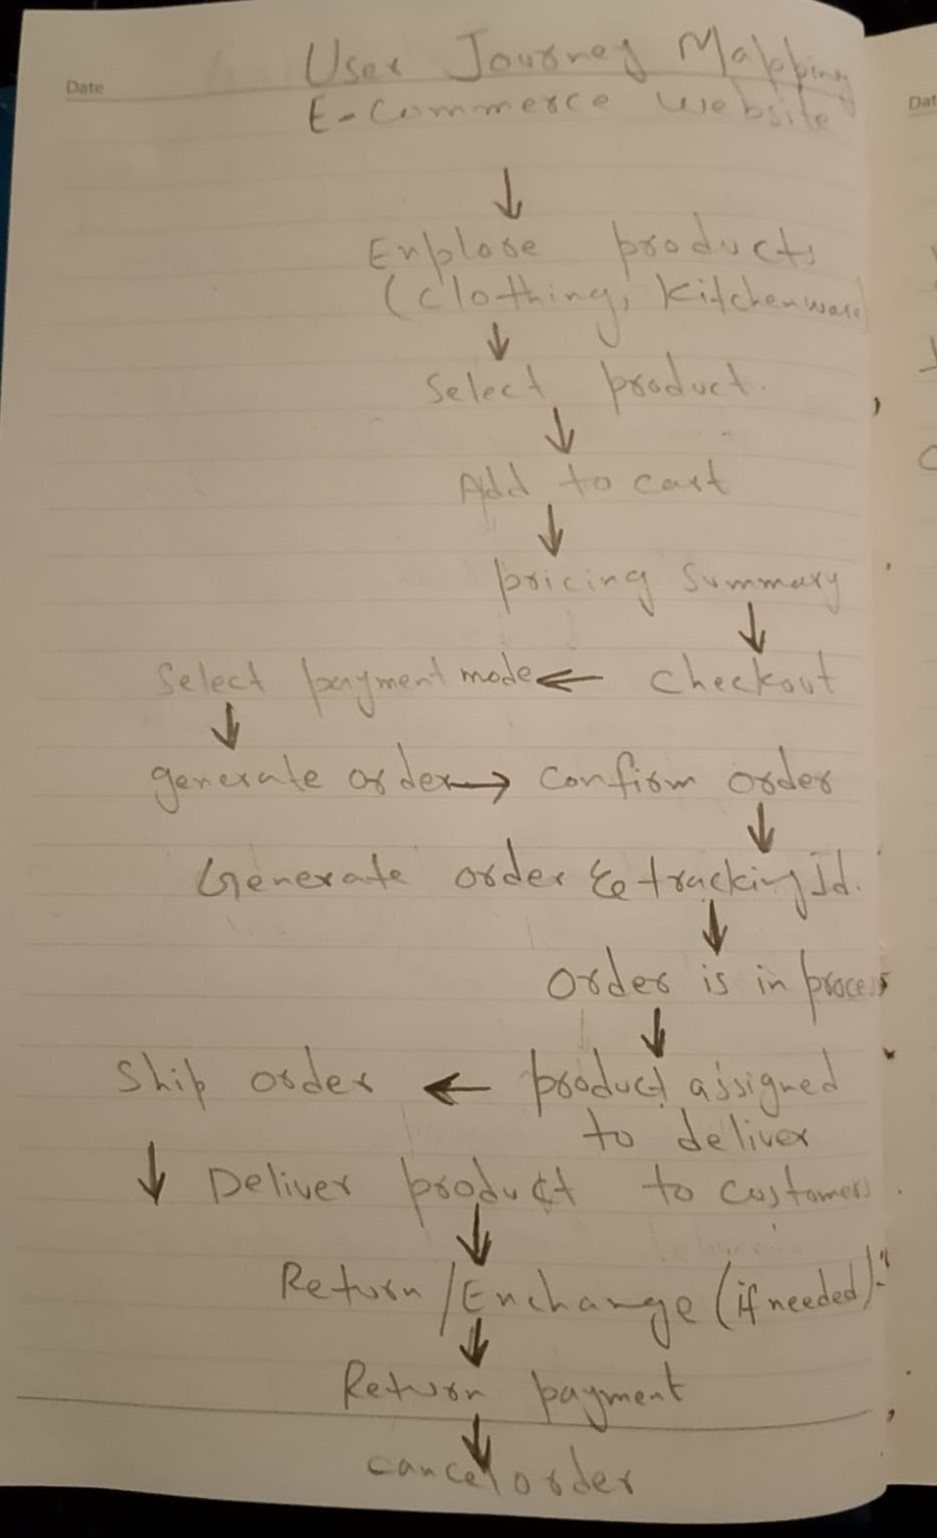 Date
User Journey Mapping
E-Commerce Website
↓
Explore products
(Clothing, Kitchenware
↓
Select product.
↓
Add to cart
↓
pricing Summary
↓
Select payment mode ← Checkout
↓
generate order → Confirm order
↓
Generate order & tracking Id.
↓
Order is in process
↓
Ship order ← product assigned
to deliver
↓ Deliver product to customers
↓
Return/Exchange (if needed)
↓
Return payment
↓
cancel order